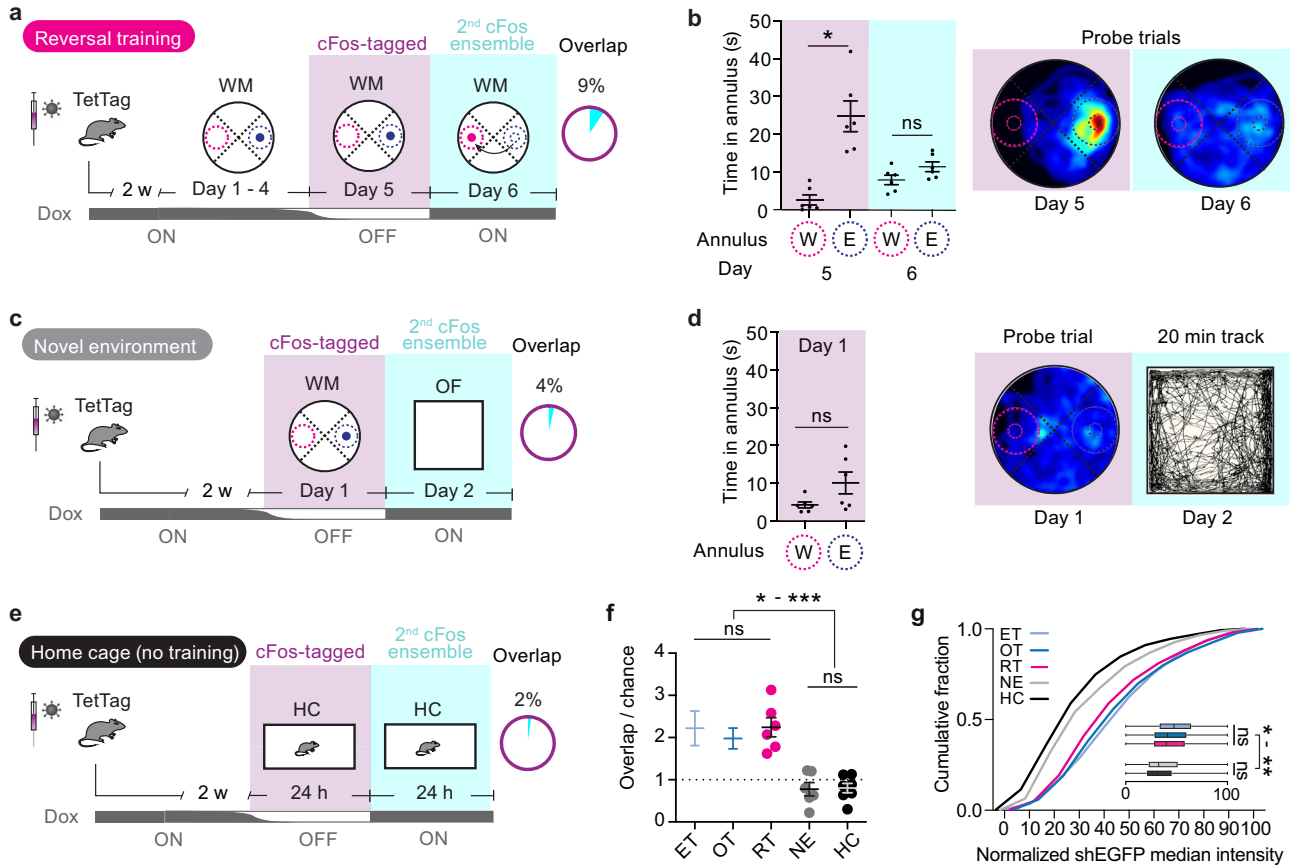 a
Reversal training
TetTag
2 w
Day 1 - 4
WM
cFos-tagged
WM
Day 5
2nd cFos
ensemble
WM
Day 6
Overlap
9%
Dox
ON
OFF
ON
b
Time in annulus (s)
50
40
30
20
10
0
*
ns
Annulus
W
E
W
E
Day
5
6
Probe trials
Day 5
Day 6
c
Novel environment
TetTag
2 w
cFos-tagged
WM
Day 1
2nd cFos
ensemble
OF
Day 2
Overlap
4%
Dox
ON
OFF
ON
d
Time in annulus (s)
50
40
30
20
10
0
Day 1
ns
Annulus
W
E
Probe trial
20 min track
Day 1
Day 2
e
Home cage (no training)
TetTag
2 w
cFos-tagged
HC
24 h
2nd cFos
ensemble
HC
24 h
Overlap
2%
Dox
ON
OFF
ON
f
* - ***
ns
ns
Overlap / chance
4
3
2
1
0
ET
OT
RT
NE
HC
g
Cumulative fraction
1.0
0.5
0.0
ET
OT
RT
NE
HC
ns
ns
* - **
0
100
0 10 20 30 40 50 60 70 80 90 100
Normalized shEGFP median intensity